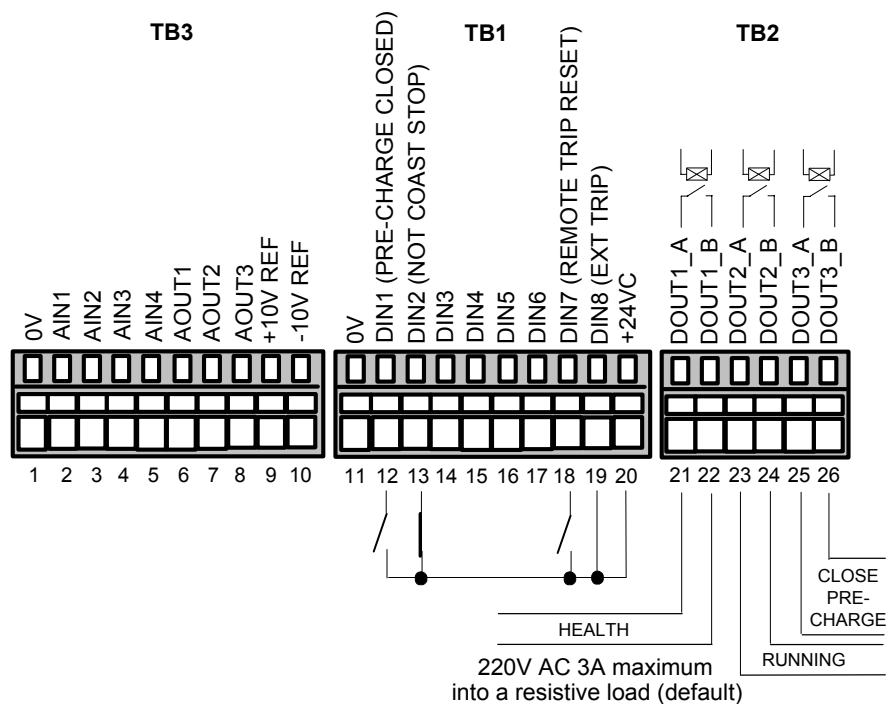 TB3
TB1
TB2
0V
AIN1
AIN2
AIN3
AIN4
AOUT1
AOUT2
AOUT3
+10V REF
-10V REF
0V
DIN1 (PRE-CHARGE CLOSED)
DIN2 (NOT COAST STOP)
DIN3
DIN4
DIN5
DIN6
DIN7 (REMOTE TRIP RESET)
DIN8 (EXT TRIP)
+24VC
DOUT1_A
DOUT1_B
DOUT2_A
DOUT2_B
DOUT3_A
DOUT3_B
1 2 3 4 5 6 7 8 9 10
11 12 13 14 15 16 17 18 19 20
21 22 23 24 25 26
CLOSE
PRE-
CHARGE
HEALTH
RUNNING
220V AC 3A maximum
into a resistive load (default)